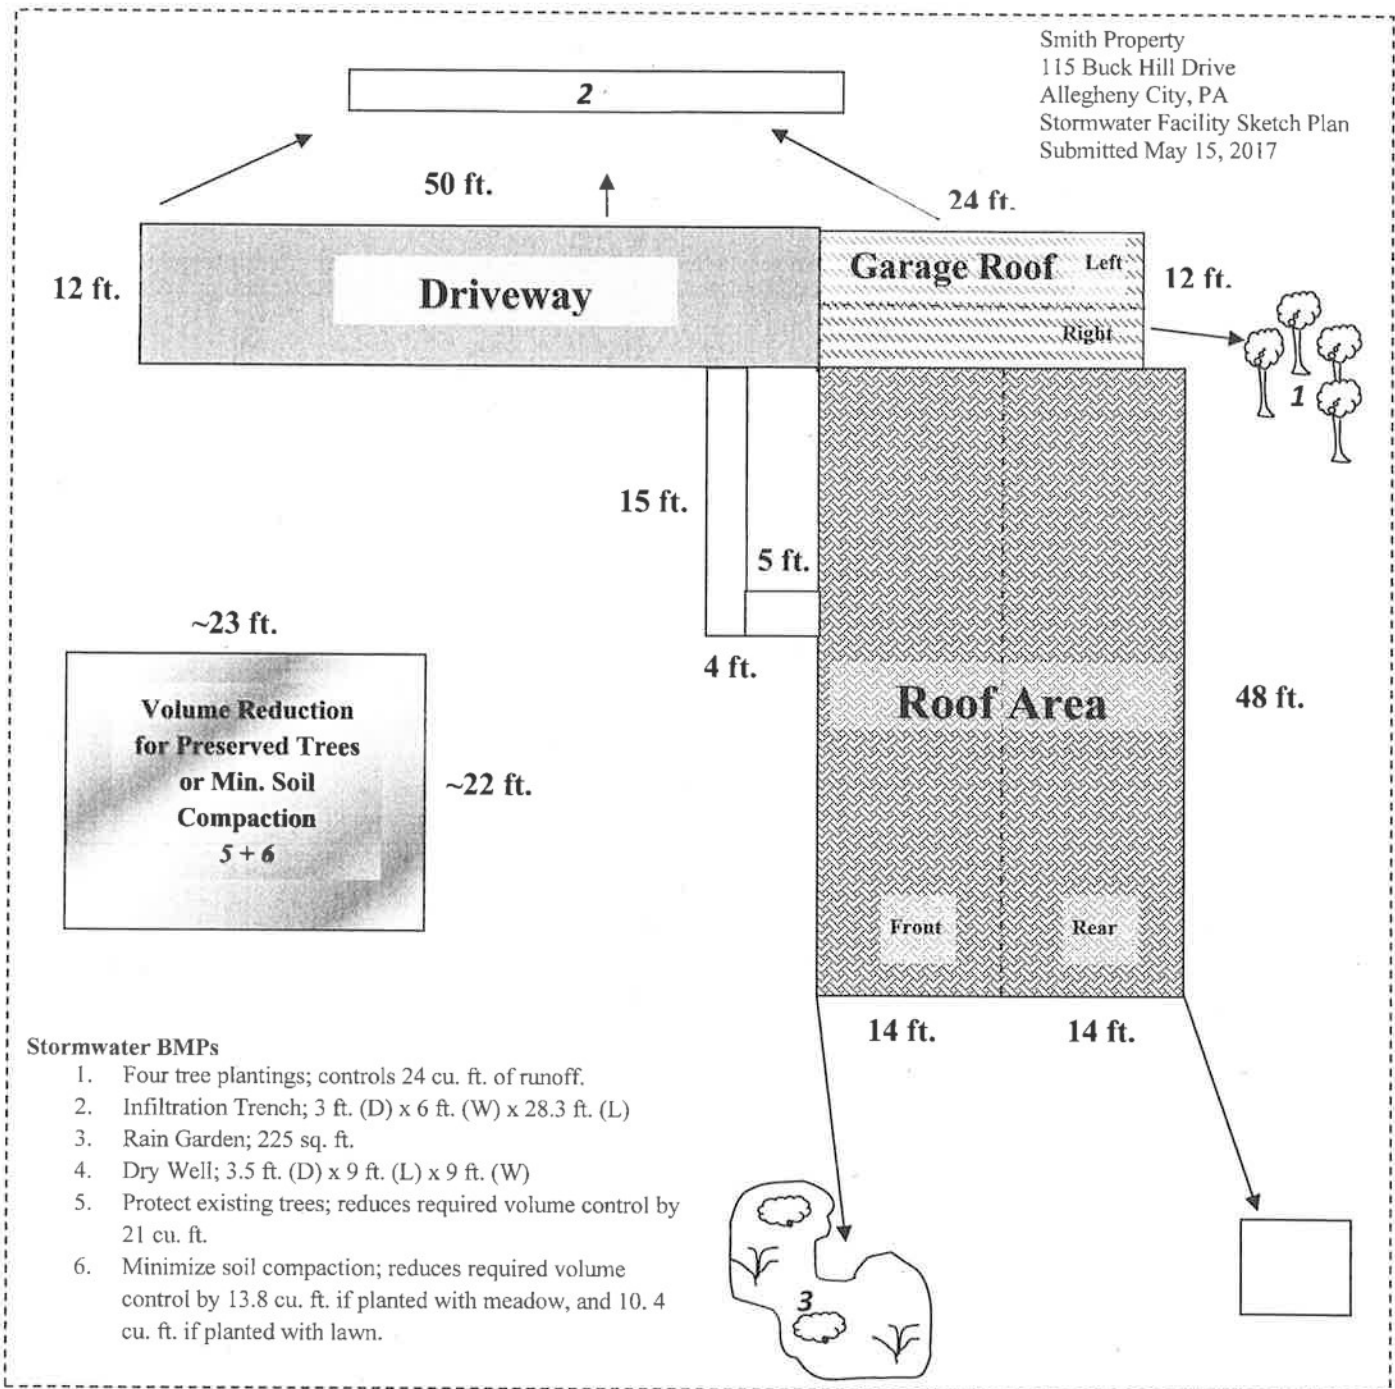 Smith Property
115 Buck Hill Drive
Allegheny City, PA
Stormwater Facility Sketch Plan
Submitted May 15, 2017
2
50 ft.
24 ft.
12 ft.
Driveway
Garage Roof
Left
Right
12 ft.
1
15 ft.
5 ft.
4 ft.
~23 ft.
Volume Reduction
for Preserved Trees
or Min. Soil
Compaction
5 + 6
~22 ft.
Roof Area
48 ft.
Front
Rear
14 ft.
14 ft.
Stormwater BMPs
1. Four tree plantings; controls 24 cu. ft. of runoff.
2. Infiltration Trench; 3 ft. (D) x 6 ft. (W) x 28.3 ft. (L)
3. Rain Garden; 225 sq. ft.
4. Dry Well; 3.5 ft. (D) x 9 ft. (L) x 9 ft. (W)
5. Protect existing trees; reduces required volume control by
21 cu. ft.
6. Minimize soil compaction; reduces required volume
control by 13.8 cu. ft. if planted with meadow, and 10. 4
cu. ft. if planted with lawn.
3